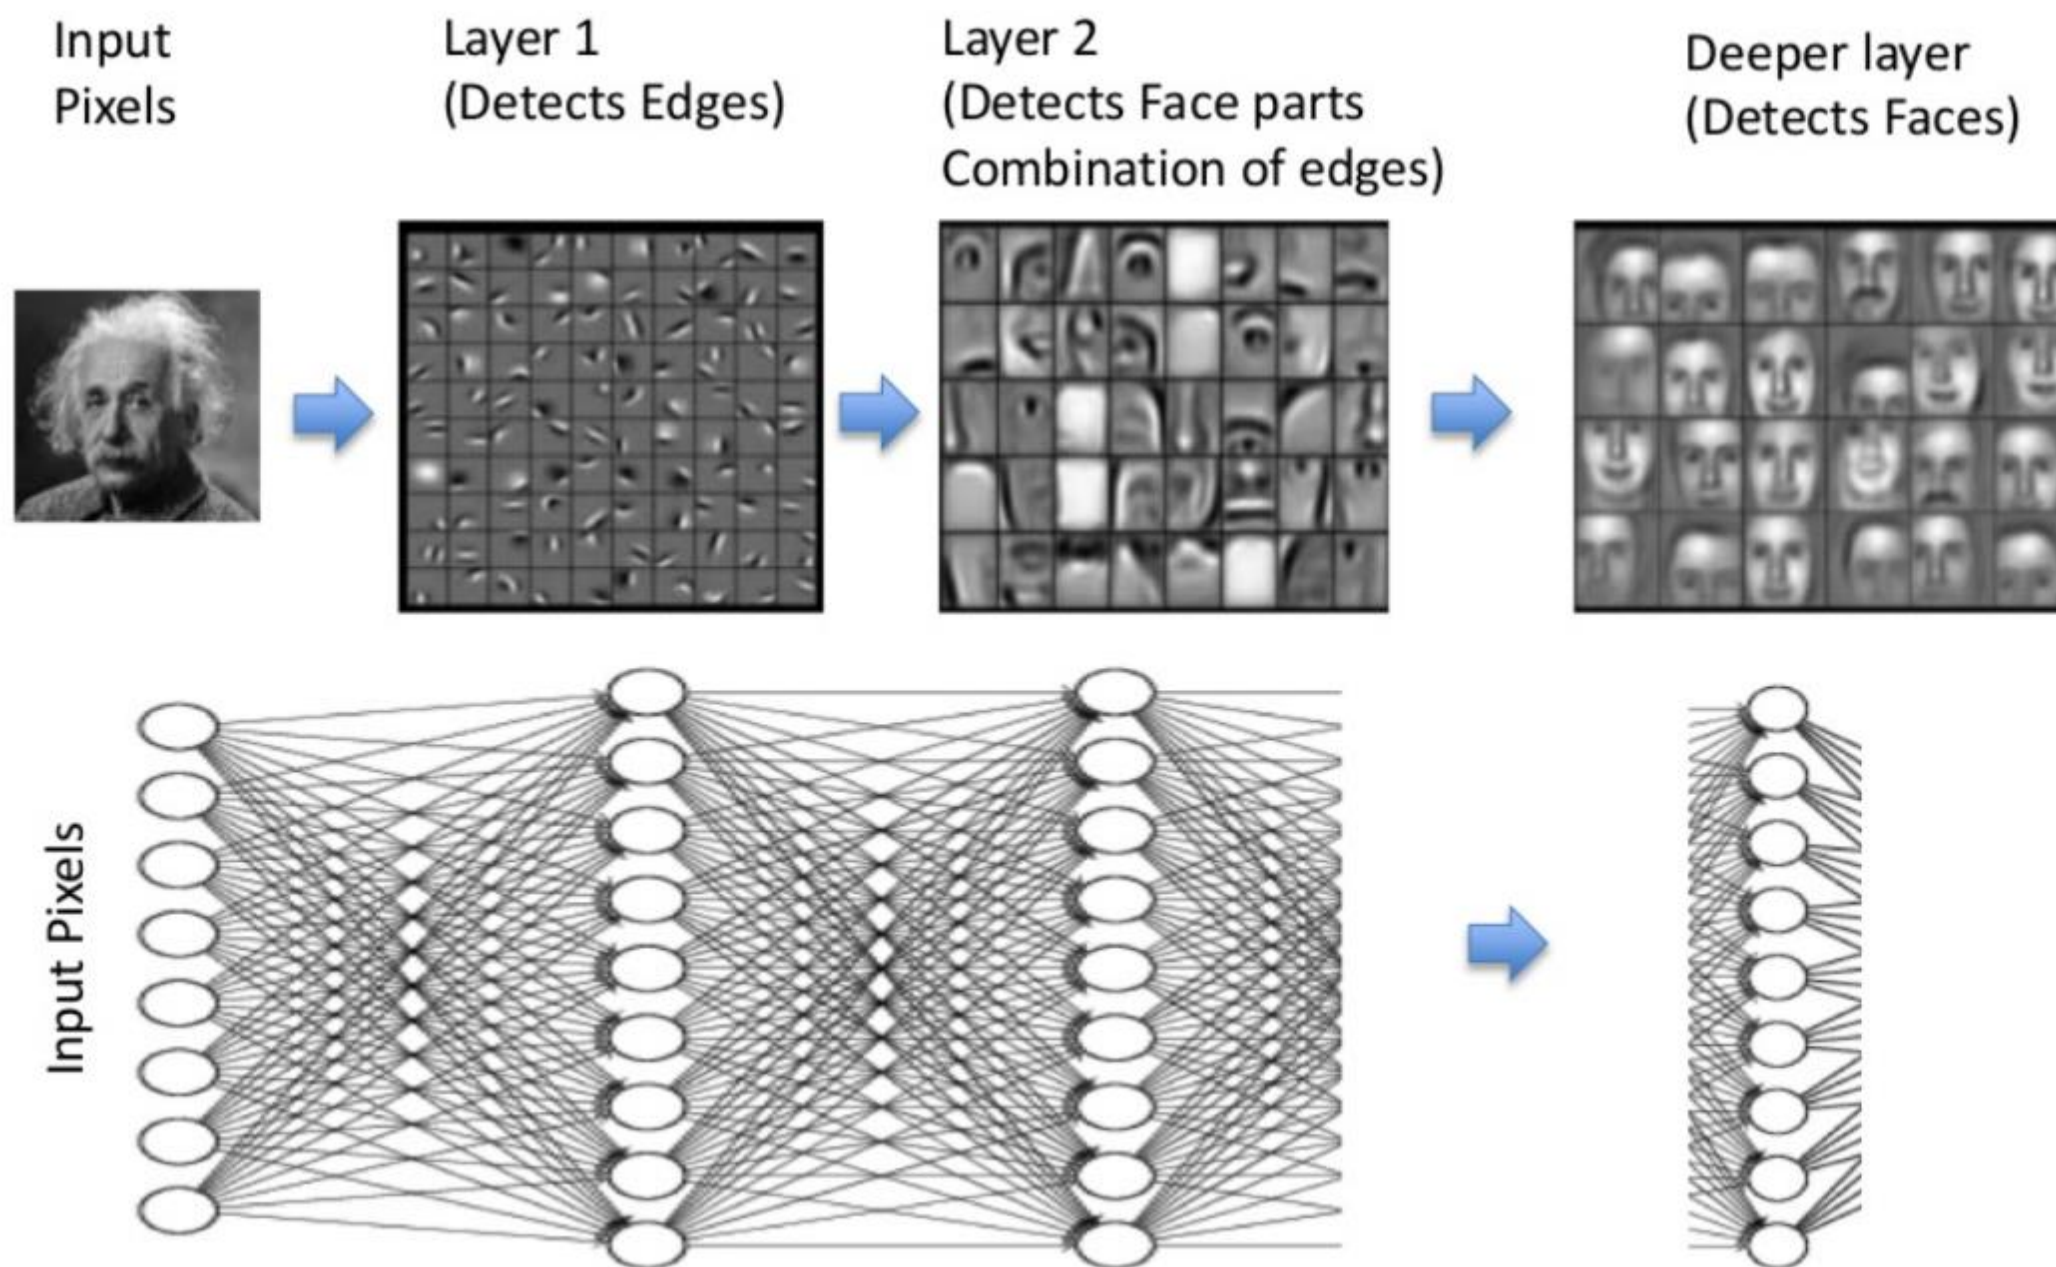 Input
Pixels
Layer 1
(Detects Edges)
Layer 2
(Detects Face parts
Combination of edges)
Deeper layer
(Detects Faces)
Input Pixels